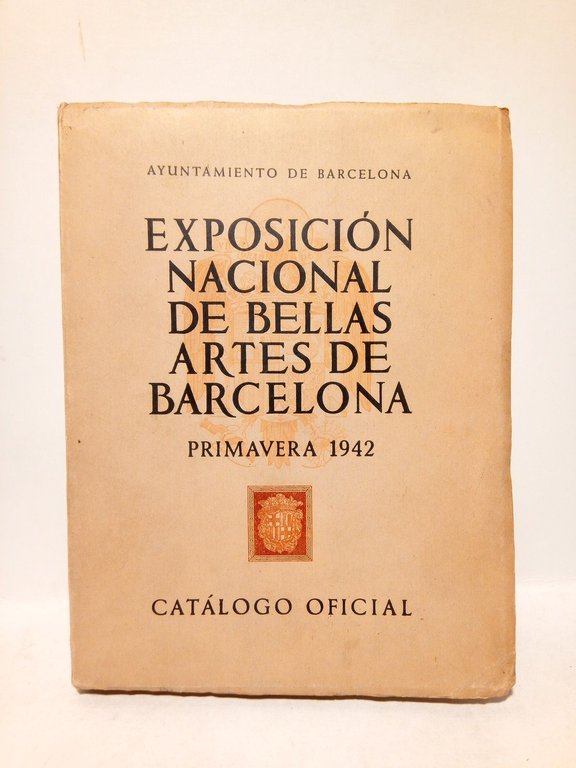 AYUNTAMIENTO DE BARCELONA
EXPOSICIÓN
NACIONAL
DE BELLAS
ARTES DE
BARCELONA
PRIMAVERA 1942
CATÁLOGO OFICIAL